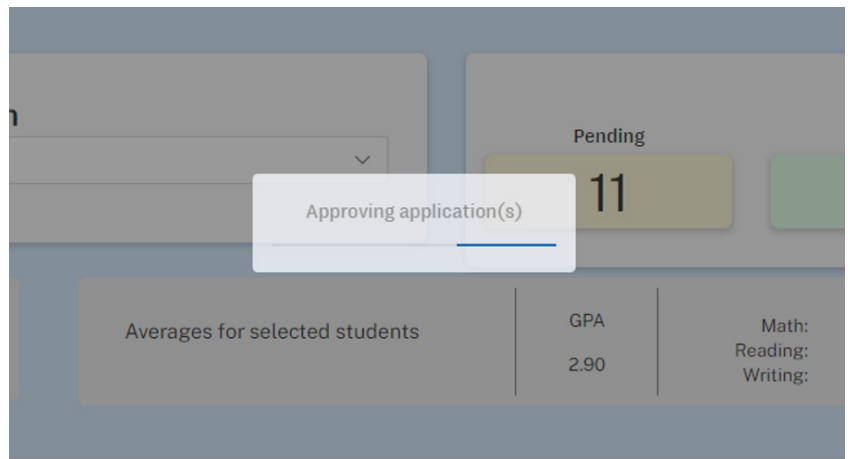 Pending
11
Approving application(s)
Averages for selected students
GPA
2.90
Math:
Reading:
Writing: